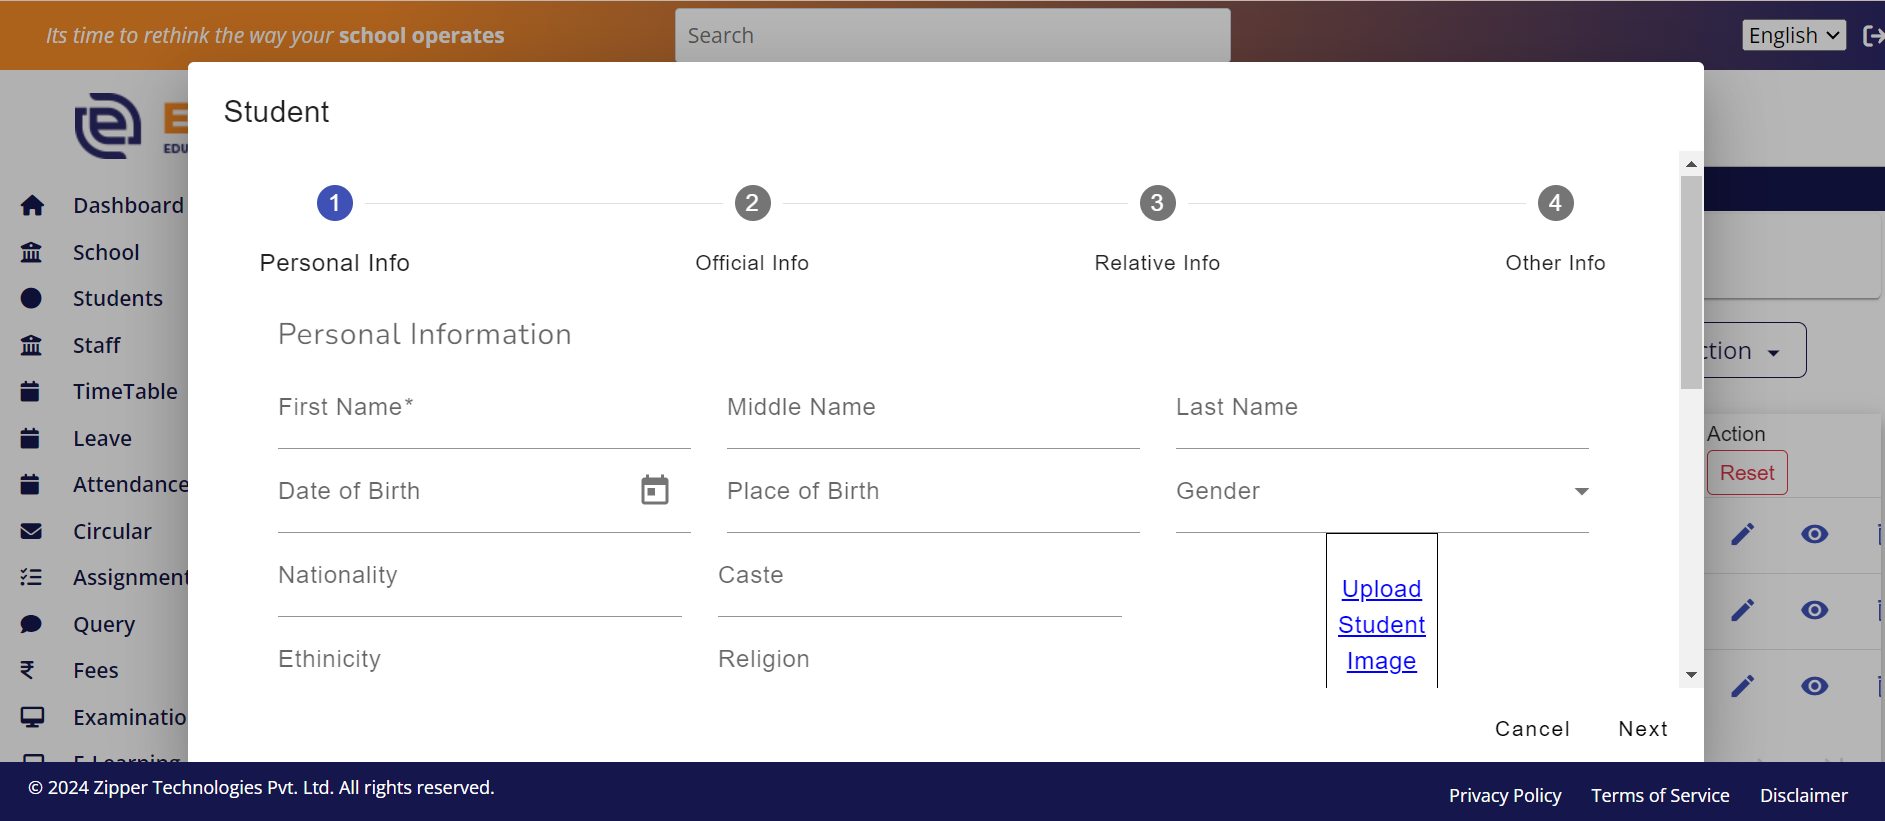 Its time to rethink the way your school operates
Search
English
E
EDU
Student
1
2
3
4
Personal Info
Official Info
Relative Info
Other Info
Dashboard
School
Students
Staff
TimeTable
Leave
Attendance
Circular
Assignment
Query
Fees
Examinatio
E-Learning
Personal Information
First Name*
Middle Name
Last Name
Date of Birth
Place of Birth
Gender
Nationality
Caste
Upload
Student
Image
Ethinicity
Religion
Cancel
Next
ction
Action
Reset
© 2024 Zipper Technologies Pvt. Ltd. All rights reserved.
Privacy Policy
Terms of Service
Disclaimer